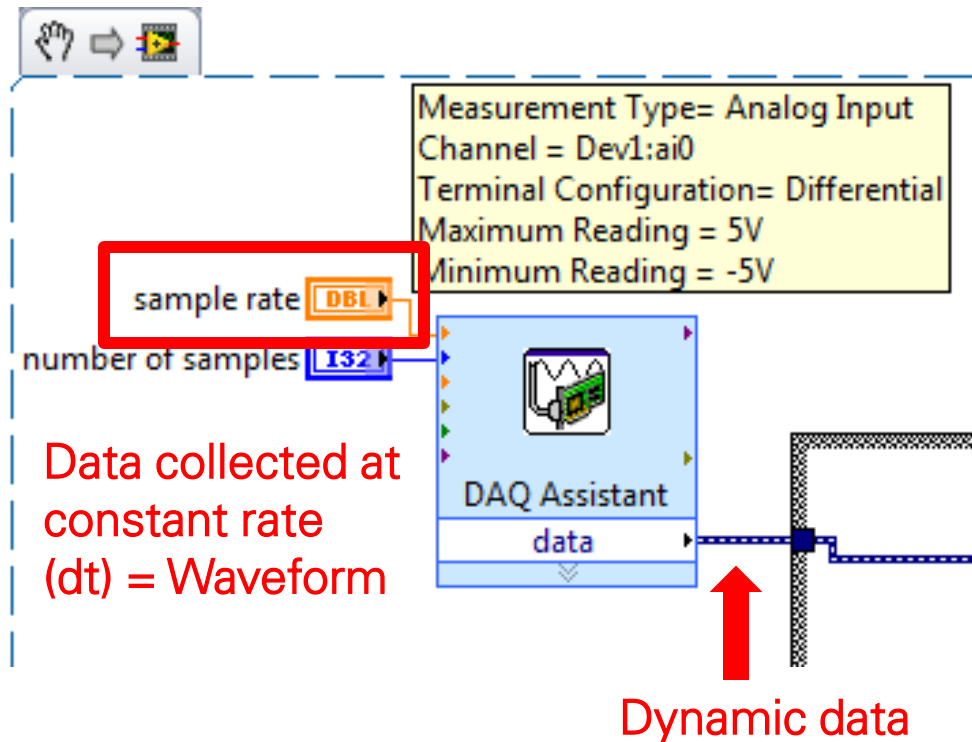 Measurement Type= Analog Input
Channel = Dev1:ai0
Terminal Configuration= Differential
Maximum Reading = 5V
Minimum Reading = -5V
sample rate
DBL
number of samples
I32
DAQ Assistant
data
Data collected at
constant rate
(dt) = Waveform
Dynamic data